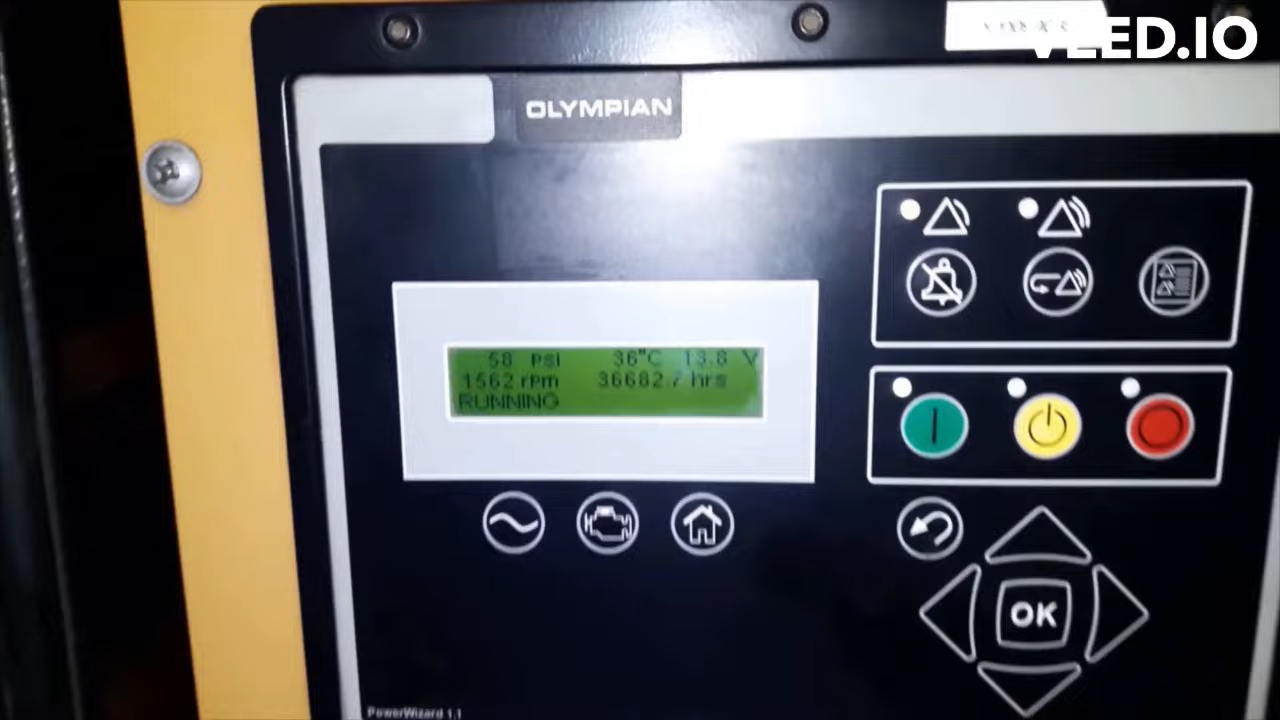 VEED.IO
OLYMPIAN
58 PSI 36°C 13.8 V
1562 rpm 36682.7 hrs
RUNNING
OK
PowerWizard 1.1